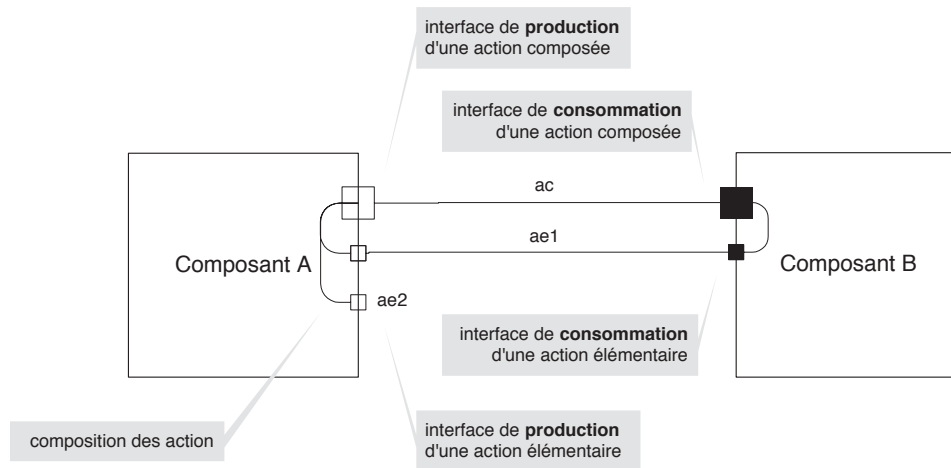 interface de production
d'une action composée
interface de consommation
d'une action composée
ac
ae1
Composant A
Composant B
ae2
interface de consommation
d'une action élémentaire
composition des action
interface de production
d'une action élémentaire